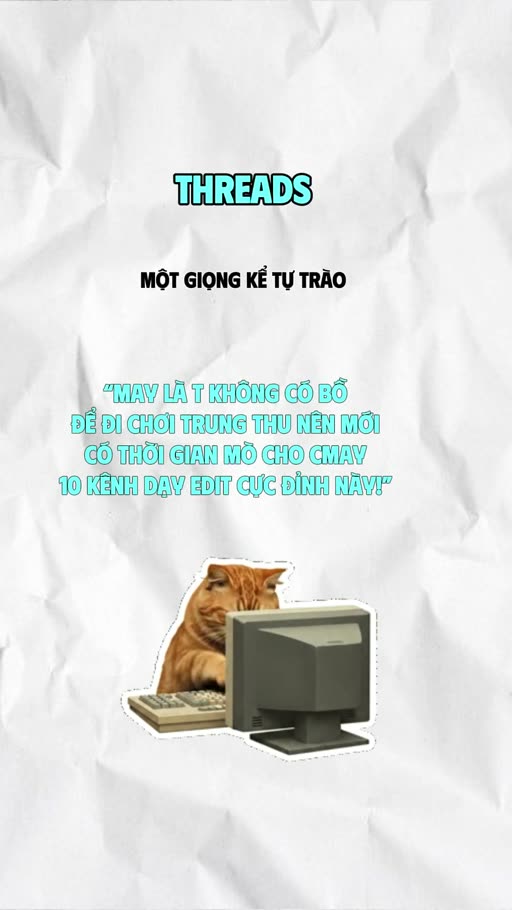 THREADS
MỘT GIỌNG KỂ TỰ TRÀO
“MAY LÀ T KHÔNG CÓ BỒ
ĐỂ ĐI CHƠI TRUNG THU NÊN MỚI
CÓ THỜI GIAN MÒ CHO CMAY
10 KÊNH DẠY EDIT CỰC ĐỈNH NÀY!”